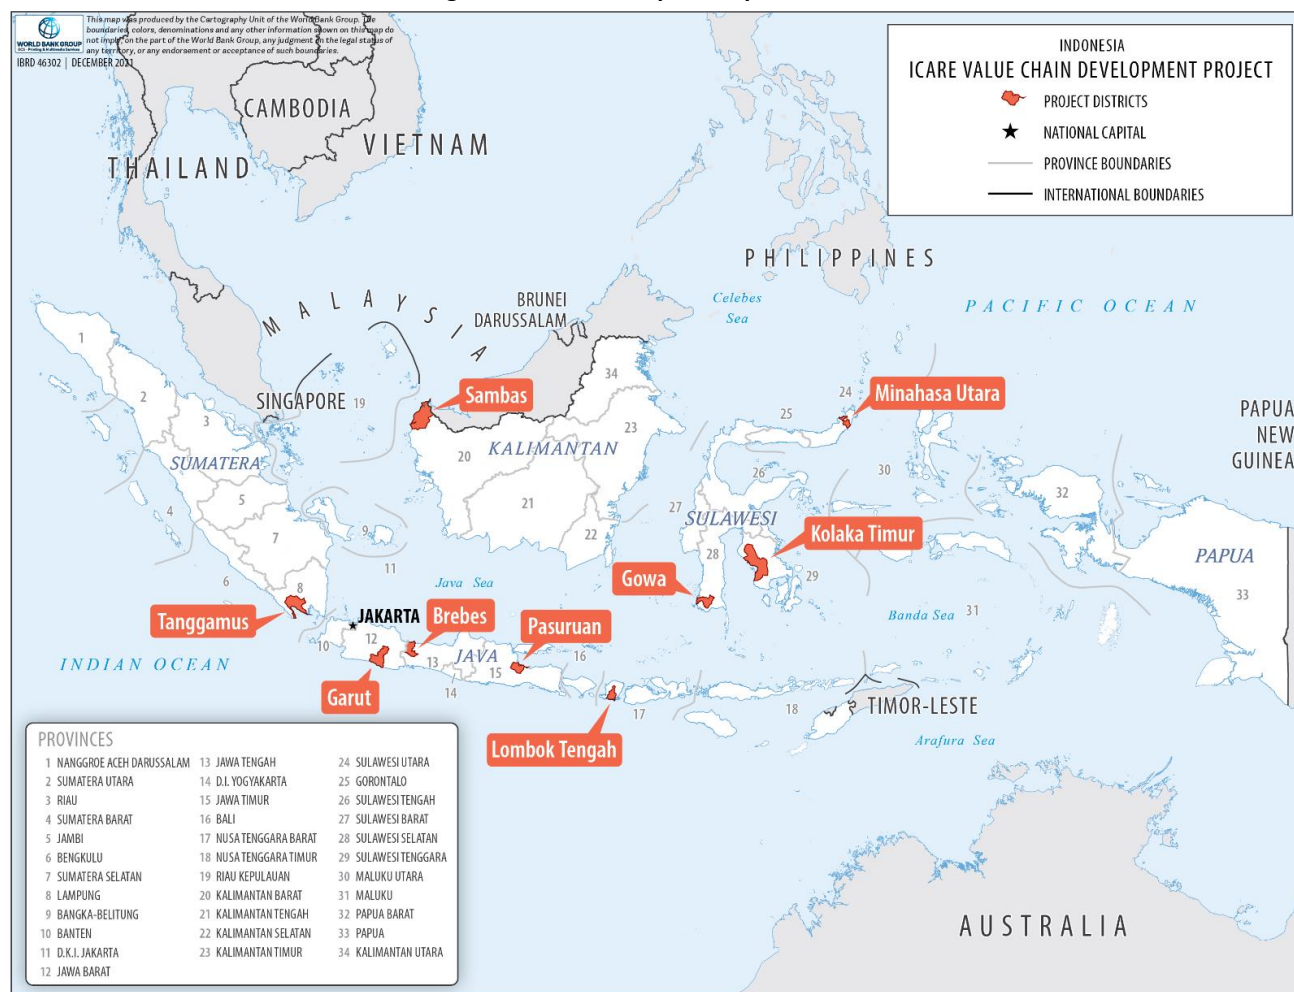 This map was produced by the Cartography Unit of the World Bank Group. The
boundaries, colors, denominations and any other information shown on this map do
not imply, on the part of the World Bank Group, any judgment on the legal status of
any territory, or any endorsement or acceptance of such boundaries.
WORLD BANK GROUP
IBRD 46302 | DECEMBER 2021
INDONESIA
ICARE VALUE CHAIN DEVELOPMENT PROJECT
PROJECT DISTRICTS
NATIONAL CAPITAL
PROVINCE BOUNDARIES
INTERNATIONAL BOUNDARIES
CAMBODIA
VIETNAM
THAILAND
PHILIPPINES
Celebes
Sea
PACIFIC OCEAN
MALAYSIA
BRUNEI
DARUSSALAM
SINGAPORE
PAPUA
NEW
GUINEA
Sambas
Minahasa Utara
SUMATERA
KALIMANTAN
SULAWESI
Kolaka Timur
PAPUA
Gowa
Java Sea
Banda Sea
Tanggamus
JAKARTA
Brebes
Pasuruan
JAVA
INDIAN OCEAN
Garut
Lombok Tengah
TIMOR-LESTE
Arafura Sea
AUSTRALIA
1
2
3
4
5
6
7
8
9
10
11
12
13
14
15
16
17
18
19
20
21
22
23
24
25
26
27
28
29
30
31
32
33
34
PROVINCES
1 NANGGROE ACEH DARUSSALAM
2 SUMATERA UTARA
3 RIAU
4 SUMATERA BARAT
5 JAMBI
6 BENGKULU
7 SUMATERA SELATAN
8 LAMPUNG
9 BANGKA-BELITUNG
10 BANTEN
11 D.K.I. JAKARTA
12 JAWA BARAT
13 JAWA TENGAH
14 D.I. YOGYAKARTA
15 JAWA TIMUR
16 BALI
17 NUSA TENGGARA BARAT
18 NUSA TENGGARA TIMUR
19 RIAU KEPULAUAN
20 KALIMANTAN BARAT
21 KALIMANTAN TENGAH
22 KALIMANTAN SELATAN
23 KALIMANTAN TIMUR
24 SULAWESI UTARA
25 GORONTALO
26 SULAWESI TENGAH
27 SULAWESI BARAT
28 SULAWESI SELATAN
29 SULAWESI TENGGARA
30 MALUKU UTARA
31 MALUKU
32 PAPUA BARAT
33 PAPUA
34 KALIMANTAN UTARA